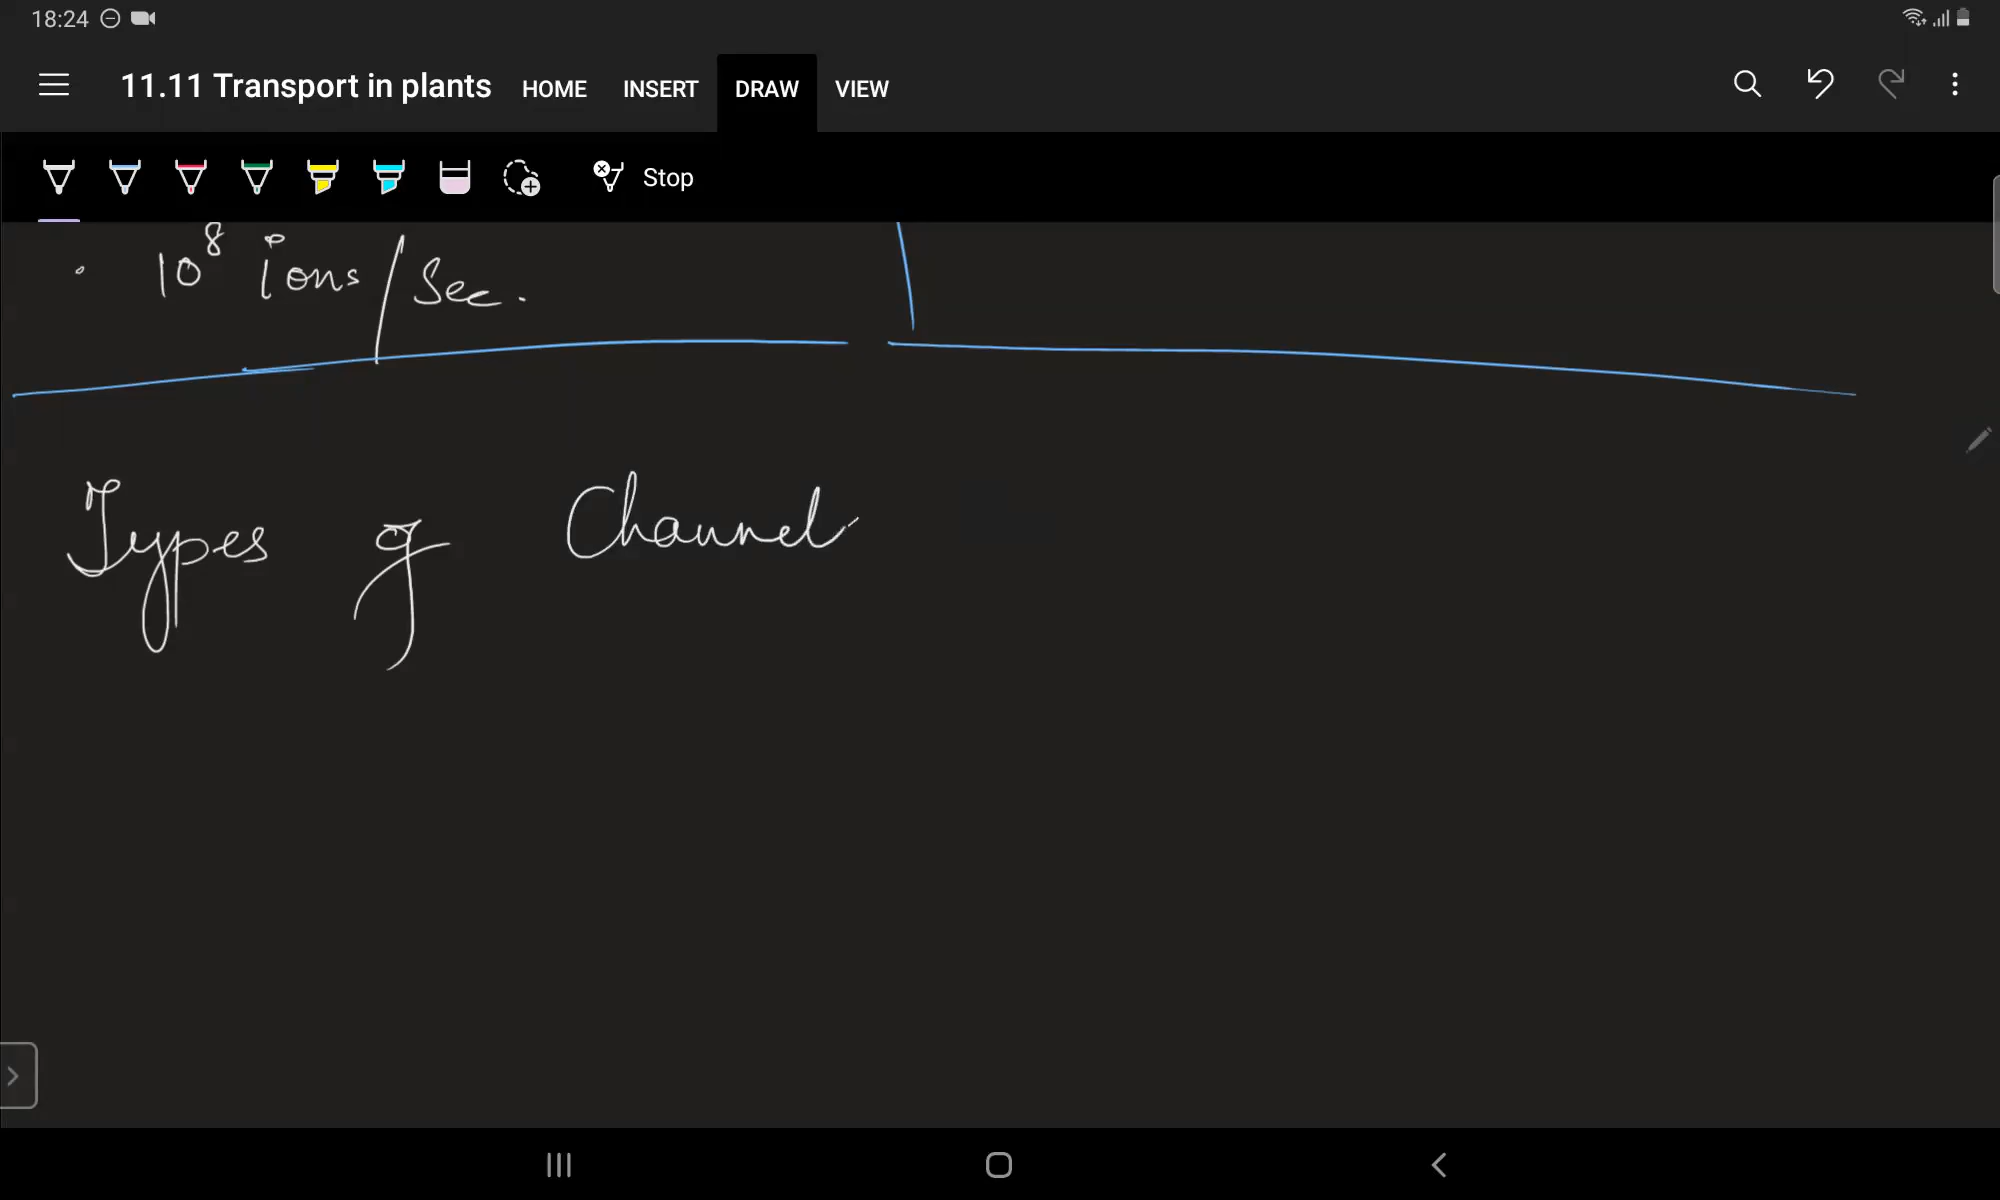 18:24
11.11 Transport in plants HOME INSERT DRAW VIEW
Stop
10⁸ ions/Sec.
Types of Channel